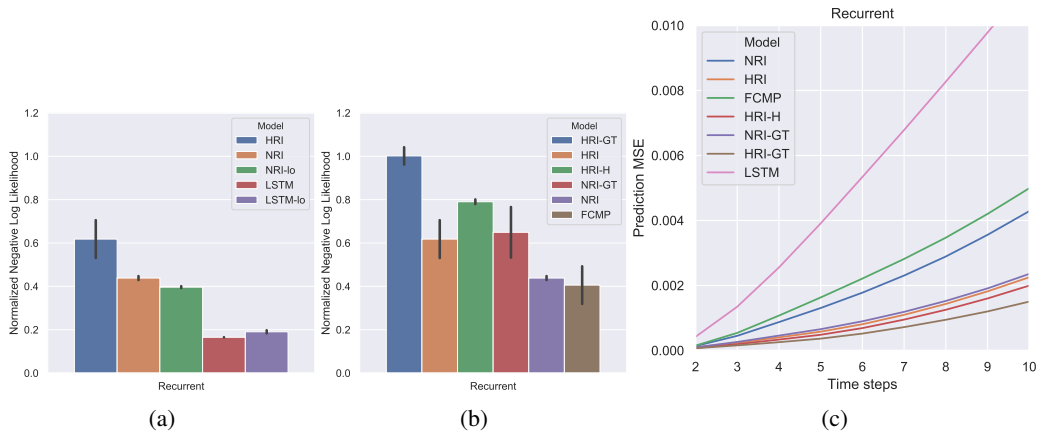 1.2
1.0
0.8
0.6
0.4
0.2
0.0
Normalized Negative Log Likelihood
Recurrent
Model
HRI
NRI
NRI-lo
LSTM
LSTM-lo
(a)
1.2
1.0
0.8
0.6
0.4
0.2
0.0
Normalized Negative Log Likelihood
Recurrent
Model
HRI-GT
HRI
HRI-H
NRI-GT
NRI
FCMP
(b)
Recurrent
0.010
0.008
0.006
0.004
0.002
0.000
Prediction MSE
Model
NRI
HRI
FCMP
HRI-H
NRI-GT
HRI-GT
LSTM
2 3 4 5 6 7 8 9 10
Time steps
(c)